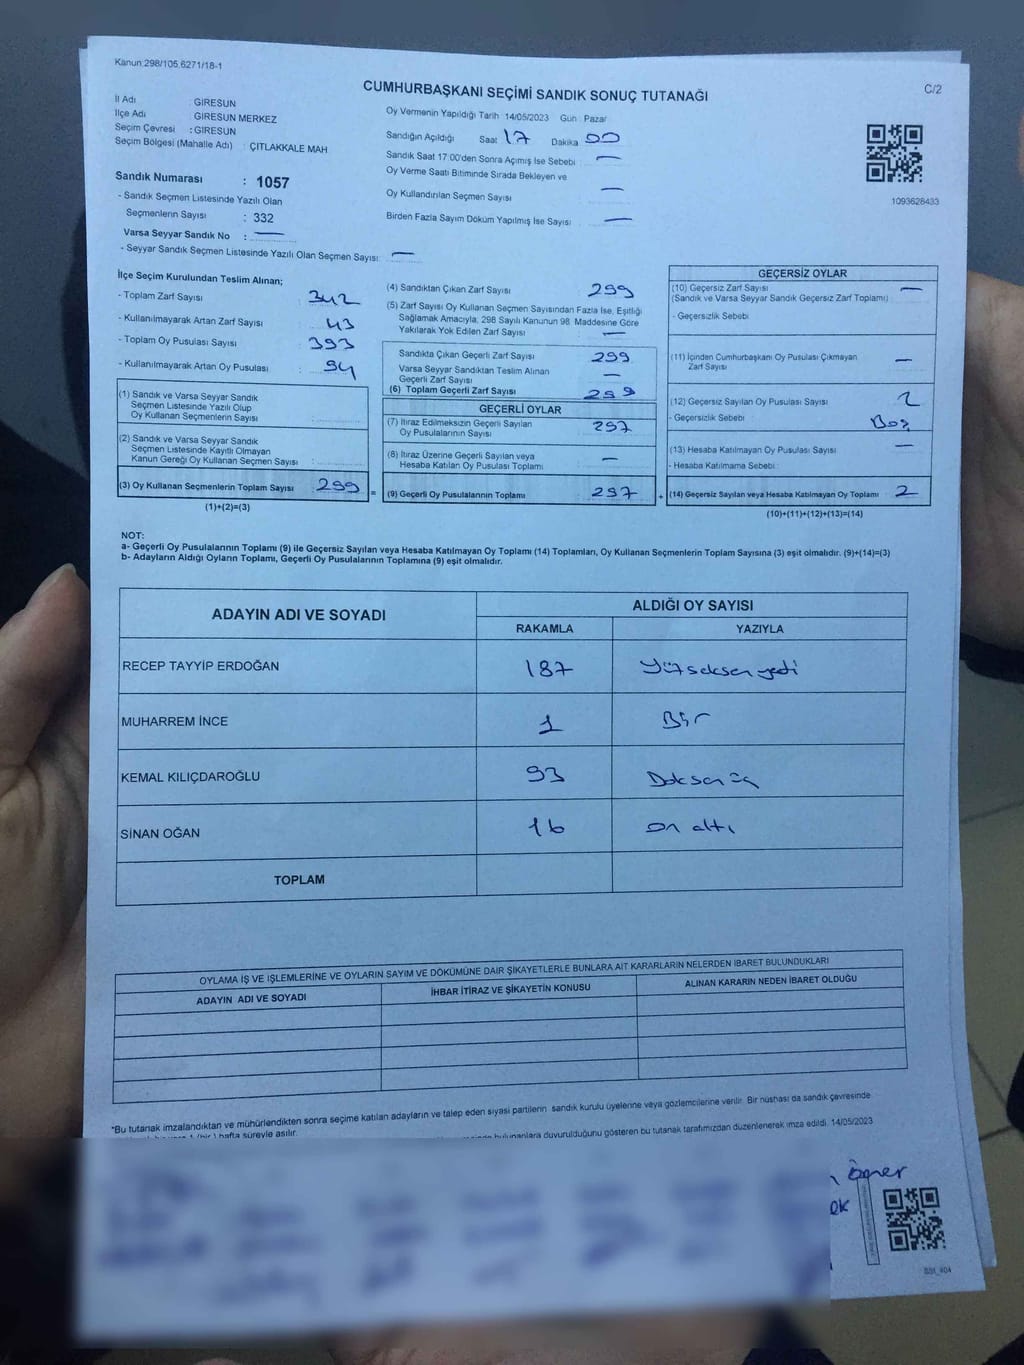 Kanun:298/105,6271/18-1
CUMHURBAŞKANI SEÇİMİ SANDIK SONUÇ TUTANAĞI
C/2
İl Adı : GİRESUN
İlçe Adı : GİRESUN MERKEZ
Seçim Çevresi : GİRESUN
Seçim Bölgesi (Mahalle Adı) : ÇITLAKKALE MAH
Sandık Numarası : 1057
- Sandık Seçmen Listesinde Yazılı Olan
Seçmenlerin Sayısı : 332
Varsa Seyyar Sandık No : —
- Seyyar Sandık Seçmen Listesinde Yazılı Olan Seçmen Sayısı: —
Oy Vermenin Yapıldığı Tarih 14/05/2023 Gün : Pazar
Sandığın Açıldığı Saat 17 Dakika 00
Sandık Saat 17:00'den Sonra Açımış İse Sebebi : —
Oy Verme Saati Bitiminde Sırada Bekleyen ve
Oy Kullandırılan Seçmen Sayısı —
Birden Fazla Sayım Döküm Yapılmış İse Sayısı : —
1093628433
İlçe Seçim Kurulundan Teslim Alınan;
- Toplam Zarf Sayısı : 342
- Kullanılmayarak Artan Zarf Sayısı : 43
- Toplam Oy Pusulası Sayısı : 393
- Kullanılmayarak Artan Oy Pusulası : 94
(1) Sandık ve Varsa Seyyar Sandık
Seçmen Listesinde Yazılı Olup
Oy Kullanan Seçmenlerin Sayısı :
(2) Sandık ve Varsa Seyyar Sandık
Seçmen Listesinde Kayıtlı Olmayan
Kanun Gereği Oy Kullanan Seçmen Sayısı :
(3) Oy Kullanan Seçmenlerin Toplam Sayısı 299 =
(1)+(2)=(3)
(4) Sandıktan Çıkan Zarf Sayısı 299
(5) Zarf Sayısı Oy Kullanan Seçmen Sayısından Fazla İse, Eşitliği
Sağlamak Amacıyla, 298 Sayılı Kanunun 98. Maddesine Göre
Yakılarak Yok Edilen Zarf Sayısı : —
Sandıkta Çıkan Geçerli Zarf Sayısı 299
Varsa Seyyar Sandıktan Teslim Alınan
Geçerli Zarf Sayısı —
(6) Toplam Geçerli Zarf Sayısı 299
GEÇERLİ OYLAR
(7) İtiraz Edilmeksizin Geçerli Sayılan
Oy Pusulalarının Sayısı 297
(8) İtiraz Üzerine Geçerli Sayılan veya
Hesaba Katılan Oy Pusulası Toplamı —
(9) Geçerli Oy Pusulalarının Toplamı 297 +
GEÇERSİZ OYLAR
(10) Geçersiz Zarf Sayısı —
(Sandık ve Varsa Seyyar Sandık Geçersiz Zarf Toplamı)
- Geçersizlik Sebebi :
(11) İçinden Cumhurbaşkanı Oy Pusulası Çıkmayan
Zarf Sayısı —
(12) Geçersiz Sayılan Oy Pusulası Sayısı 2
- Geçersizlik Sebebi : Boş
(13) Hesaba Katılmayan Oy Pusulası Sayısı —
- Hesaba Katılmama Sebebi :
(14) Geçersiz Sayılan veya Hesaba Katılmayan Oy Toplamı 2
(10)+(11)+(12)+(13)=(14)
NOT:
a- Geçerli Oy Pusulalarının Toplamı (9) ile Geçersiz Sayılan veya Hesaba Katılmayan Oy Toplamı (14) Toplamları, Oy Kullanan Seçmenlerin Toplam Sayısına (3) eşit olmalıdır. (9)+(14)=(3)
b- Adayların Aldığı Oyların Toplamı, Geçerli Oy Pusulalarının Toplamına (9) eşit olmalıdır.
ADAYIN ADI VE SOYADI
ALDIĞI OY SAYISI
RAKAMLA YAZIYLA
RECEP TAYYİP ERDOĞAN 187 Yüzseksenyedi
MUHARREM İNCE 1 Bir
KEMAL KILIÇDAROĞLU 93 Doksan üç
SİNAN OĞAN 16 on altı
TOPLAM
OYLAMA İŞ VE İŞLEMLERİNE VE OYLARIN SAYIM VE DÖKÜMÜNE DAİR ŞİKAYETLERLE BUNLARA AİT KARARLARIN NELERDEN İBARET BULUNDUKLARI
ADAYIN ADI VE SOYADI İHBAR İTİRAZ VE ŞİKAYETİN KONUSU ALINAN KARARIN NEDEN İBARET OLDUĞU
*Bu tutanak imzalandıktan ve mühürlendikten sonra seçime katılan adayların ve talep eden siyasi partilerin sandık kurulu üyelerine veya gözlemcilerine verilir. Bir nüshası da sandık çevresinde
1 (bir) hafta süreyle asılır.
bulunanlara duyurulduğunu gösteren bu tutanak tarafımızdan düzenlenerek imza edildi. 14/05/2023